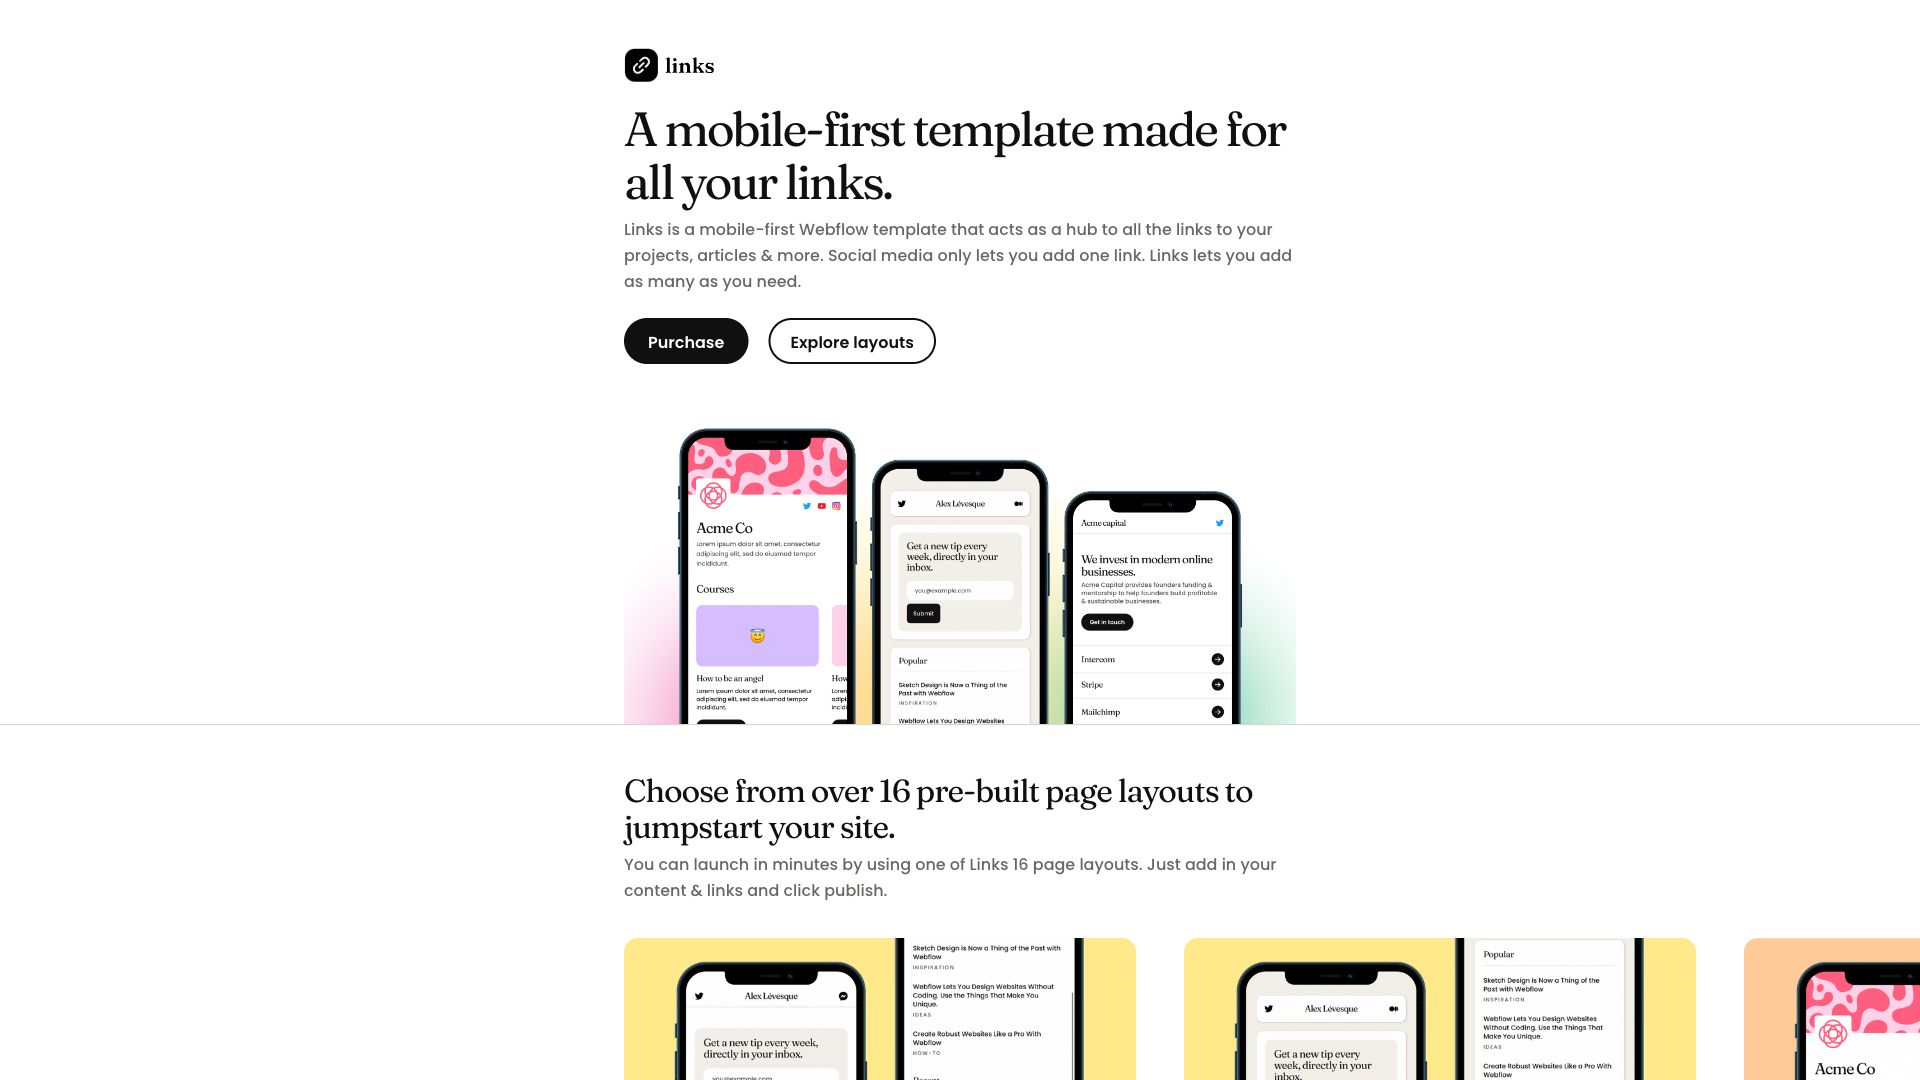 links
A mobile-first template made for
all your links.
Links is a mobile-first Webflow template that acts as a hub to all the links to your
projects, articles & more. Social media only lets you add one link. Links lets you add
as many as you need.
Purchase
Explore layouts
Acme Co
Lorem ipsum dolor sit amet, consectetur
adipiscing elit, sed do eiusmod tempor
incididunt.
Courses
How to be an angel
Lorem ipsum dolor sit amet, consectetur
adipiscing elit, sed do eiusmod tempor
incididunt.
How
Lorem
adipi
incid
Alex Lévesque
Get a new tip every
week, directly in your
inbox.
you@example.com
Submit
Popular
Sketch Design is Now a Thing of the
Past with Webflow
INSPIRATION
Webflow Lets You Design Websites
Acme capital
We invest in modern online
businesses.
Acme Capital provides founders funding &
mentorship to help founders build profitable
& sustainable businesses.
Get in touch
Intercom
Stripe
Mailchimp
Choose from over 16 pre-built page layouts to
jumpstart your site.
You can launch in minutes by using one of Links 16 page layouts. Just add in your
content & links and click publish.
Alex Lévesque
Get a new tip every week,
directly in your inbox.
you@example.com
Sketch Design is Now a Thing of the Past with
Webflow
INSPIRATION
Webflow Lets You Design Websites Without
Coding. Use the Things That Make You
Unique.
IDEAS
Create Robust Websites Like a Pro With
Webflow
HOW-TO
Recent
Alex Lévesque
Get a new tip every
week, directly in your
inbox.
Popular
Sketch Design is Now a Thing of the
Past with Webflow
INSPIRATION
Webflow Lets You Design Websites
Without Coding. Use the Things That
Make You Unique.
IDEAS
Create Robust Websites Like a Pro With
Webflow
Acme Co